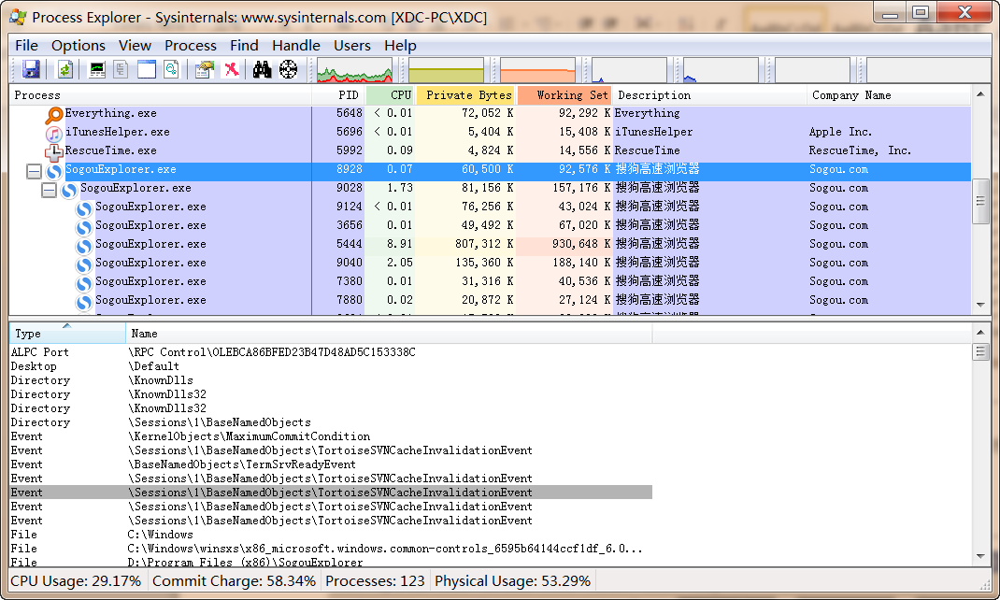 Process Explorer - Sysinternals: www.sysinternals.com [XDC-PC\XDC]
File Options View Process Find Handle Users Help
Process PID CPU Private Bytes Working Set Description Company Name
Everything.exe 5648 < 0.01 72,052 K 92,292 K Everything
iTunesHelper.exe 5696 < 0.01 5,404 K 15,408 K iTunesHelper Apple Inc.
RescueTime.exe 5992 0.09 4,824 K 14,556 K RescueTime RescueTime, Inc.
SogouExplorer.exe 8928 0.07 60,500 K 92,576 K 搜狗高速浏览器 Sogou.com
SogouExplorer.exe 9028 1.73 81,156 K 157,176 K 搜狗高速浏览器 Sogou.com
SogouExplorer.exe 9124 < 0.01 76,256 K 43,024 K 搜狗高速浏览器 Sogou.com
SogouExplorer.exe 3656 0.01 49,492 K 67,020 K 搜狗高速浏览器 Sogou.com
SogouExplorer.exe 5444 8.91 807,312 K 930,648 K 搜狗高速浏览器 Sogou.com
SogouExplorer.exe 9040 2.05 135,360 K 188,140 K 搜狗高速浏览器 Sogou.com
SogouExplorer.exe 7380 0.01 31,316 K 40,536 K 搜狗高速浏览器 Sogou.com
SogouExplorer.exe 7880 0.02 20,872 K 27,124 K 搜狗高速浏览器 Sogou.com
Type Name
ALPC Port \RPC Control\OLEBCA86BFED23B47D48AD5C153338C
Desktop \Default
Directory \KnownDlls
Directory \KnownDlls32
Directory \KnownDlls32
Directory \Sessions\1\BaseNamedObjects
Event \KernelObjects\MaximumCommitCondition
Event \Sessions\1\BaseNamedObjects\TortoiseSVNCacheInvalidationEvent
Event \BaseNamedObjects\TermSrvReadyEvent
Event \Sessions\1\BaseNamedObjects\TortoiseSVNCacheInvalidationEvent
Event \Sessions\1\BaseNamedObjects\TortoiseSVNCacheInvalidationEvent
Event \Sessions\1\BaseNamedObjects\TortoiseSVNCacheInvalidationEvent
Event \Sessions\1\BaseNamedObjects\TortoiseSVNCacheInvalidationEvent
File C:\Windows
File C:\Windows\winsxs\x86_microsoft.windows.common-controls_6595b64144ccf1df_6.0...
File D:\Program Files (x86)\SogouExplorer
CPU Usage: 29.17% Commit Charge: 58.34% Processes: 123 Physical Usage: 53.29%